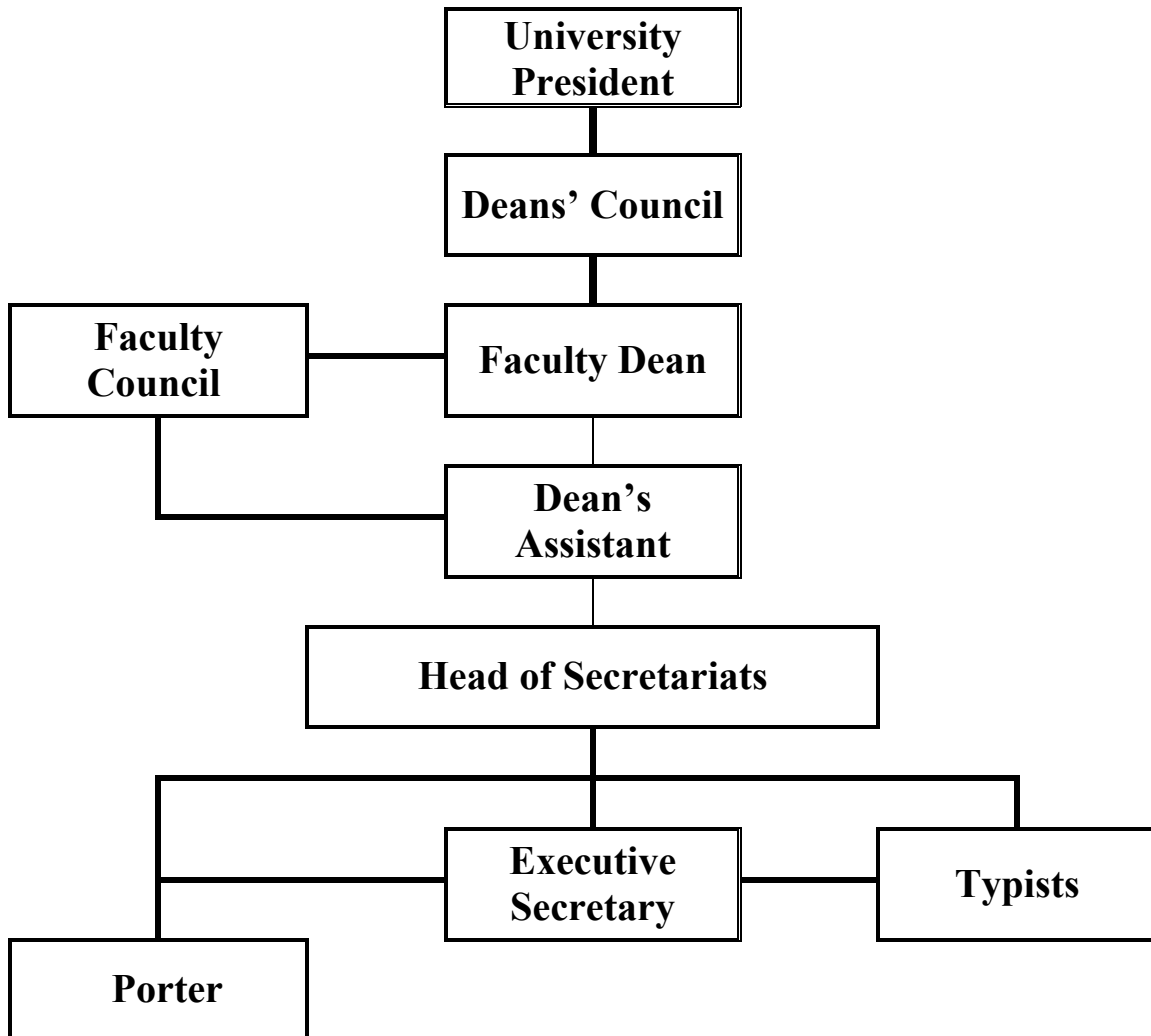 University
President
Deans’ Council
Faculty
Council
Faculty Dean
Dean’s
Assistant
Head of Secretariats
Executive
Secretary
Typists
Porter